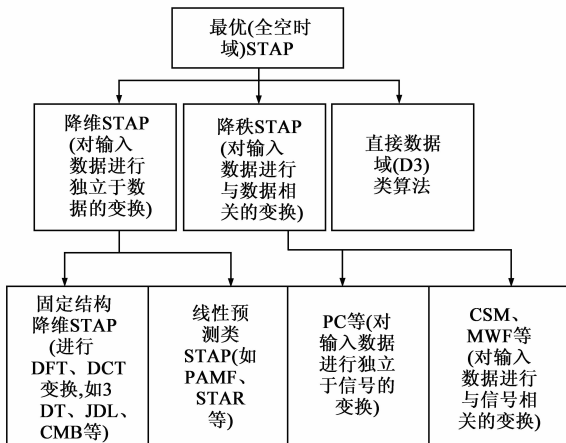 最优(全空时
域)STAP
降维STAP
(对输入
数据进行
独立于数
据的变换)
降秩STAP
(对输入
数据进行
与数据相
关的变换)
直接数据
域(D3)
类算法
固定结构
降维STAP
(进行
DFT、DCT
变换,如3
DT、JDL、
CMB等)
线性预
测类
STAP(如
PAMF、
STAR
等)
PC等(对
输入数据
进行独立
于信号的
变换)
CSM、
MWF等
(对输入
数据进行
与信号相
关的变换)